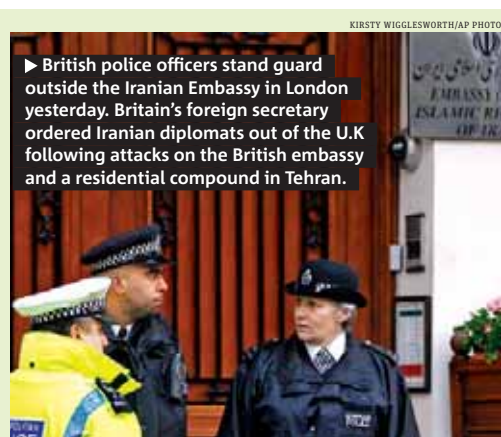 KIRSTY WIGGLESWORTH/AP PHOTO
▶ British police officers stand guard
outside the Iranian Embassy in London
yesterday. Britain's foreign secretary
ordered Iranian diplomats out of the U.K
following attacks on the British embassy
and a residential compound in Tehran.
EMBASSY
ISLAMIC
OF